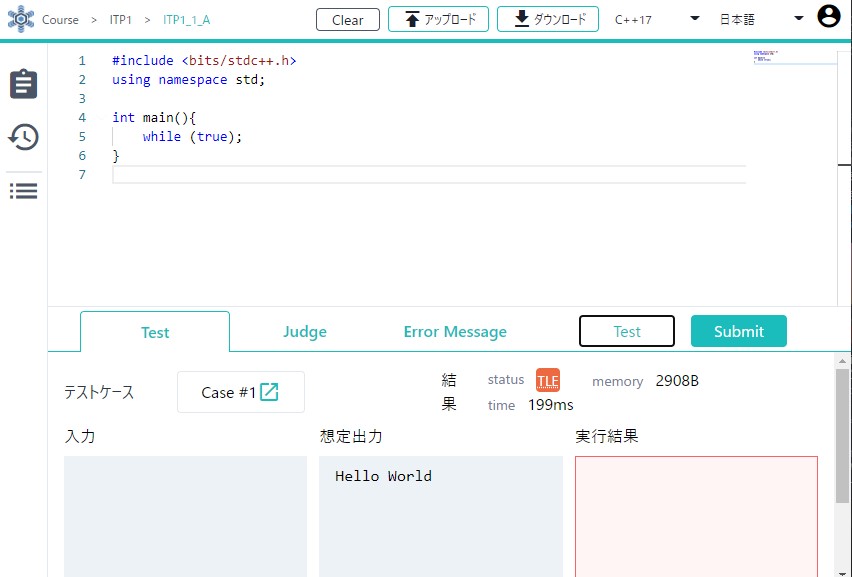 Course > ITP1 > ITP1_1_A Clear アップロード ダウンロード C++17 日本語
1 #include <bits/stdc++.h>
2 using namespace std;
3
4 int main(){
5 while (true);
6 }
7
Test Judge Error Message Test Submit
テストケース Case #1 結果 status TLE memory 2908B
time 199ms
入力 想定出力 実行結果
Hello World